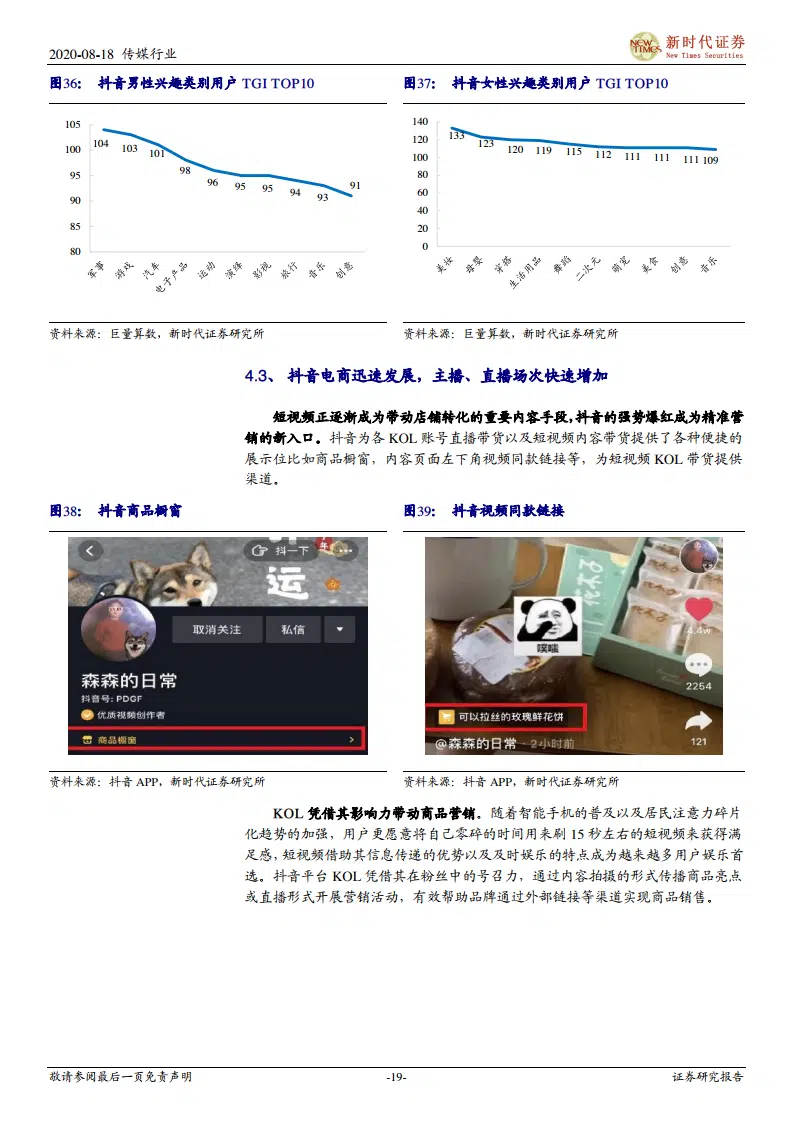 2020-08-18 传媒行业
NEW TIMES
新时代证券
New Times Securities
图36： 抖音男性兴趣类别用户 TGI TOP10
105
100
95
90
85
80
104
103
101
98
96
95
95
94
93
91
军事
游戏
汽车
电子产品
运动
演绎
影视
旅行
音乐
创意
资料来源：巨量算数，新时代证券研究所
图37： 抖音女性兴趣类别用户 TGI TOP10
140
120
100
80
60
40
20
0
133
123
120
119
115
112
111
111
111
109
美妆
母婴
穿搭
生活用品
舞蹈
二次元
萌宠
美食
创意
音乐
资料来源：巨量算数，新时代证券研究所
4.3、 抖音电商迅速发展，主播、直播场次快速增加
短视频正逐渐成为带动店铺转化的重要内容手段，抖音的强势爆红成为精准营
销的新入口。抖音为各 KOL 账号直播带货以及短视频内容带货提供了各种便捷的
展示位比如商品橱窗，内容页面左下角视频同款链接等，为短视频 KOL 带货提供
渠道。
图38： 抖音商品橱窗
抖一下
运
取消关注
私信
森森的日常
抖音号: PDGF
优质视频创作者
商品橱窗
资料来源：抖音 APP，新时代证券研究所
图39： 抖音视频同款链接
噗嗤
4.4w
2254
可以拉丝的玫瑰鲜花饼
@森森的日常 · 2小时前
121
资料来源：抖音 APP，新时代证券研究所
KOL 凭借其影响力带动商品营销。随着智能手机的普及以及居民注意力碎片
化趋势的加强，用户更愿意将自己零碎的时间用来刷 15 秒左右的短视频来获得满
足感，短视频借助其信息传递的优势以及及时娱乐的特点成为越来越多用户娱乐首
选。抖音平台 KOL 凭借其在粉丝中的号召力，通过内容拍摄的形式传播商品亮点
或直播形式开展营销活动，有效帮助品牌通过外部链接等渠道实现商品销售。
敬请参阅最后一页免责声明
-19-
证券研究报告